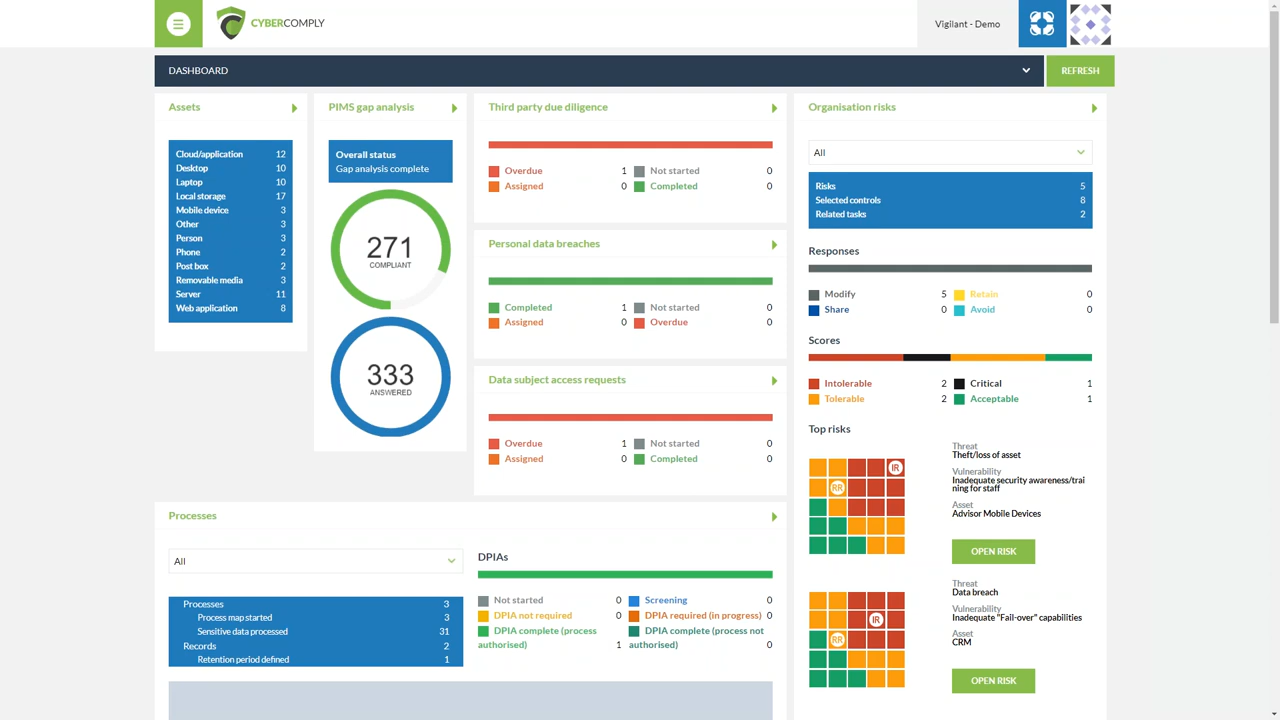 CYBERCOMPLY
Vigilant - Demo
DASHBOARD
REFRESH
Assets
Cloud/application 12
Desktop 10
Laptop 10
Local storage 17
Mobile device 3
Other 3
Person 3
Phone 2
Post box 2
Removable media 3
Server 11
Web application 8
PIMS gap analysis
Overall status
Gap analysis complete
271
COMPLIANT
333
ANSWERED
Third party due diligence
Overdue 1 Not started 0
Assigned 0 Completed 0
Personal data breaches
Completed 1 Not started 0
Assigned 0 Overdue 0
Data subject access requests
Overdue 1 Not started 0
Assigned 0 Completed 0
Processes
All
Processes 3
Process map started 3
Sensitive data processed 31
Records 2
Retention period defined 1
DPIAs
Not started 0 Screening 0
DPIA not required 0 DPIA required (in progress) 0
DPIA complete (process authorised) 1 DPIA complete (process not authorised) 0
Organisation risks
All
Risks 5
Selected controls 8
Related tasks 2
Responses
Modify 5 Retain 0
Share 0 Avoid 0
Scores
Intolerable 2 Critical 1
Tolerable 2 Acceptable 1
Top risks
IR
RR
Threat
Theft/loss of asset
Vulnerability
Inadequate security awareness/trai
ning for staff
Asset
Advisor Mobile Devices
OPEN RISK
IR
RR
Threat
Data breach
Vulnerability
Inadequate "Fail-over" capabilities
Asset
CRM
OPEN RISK